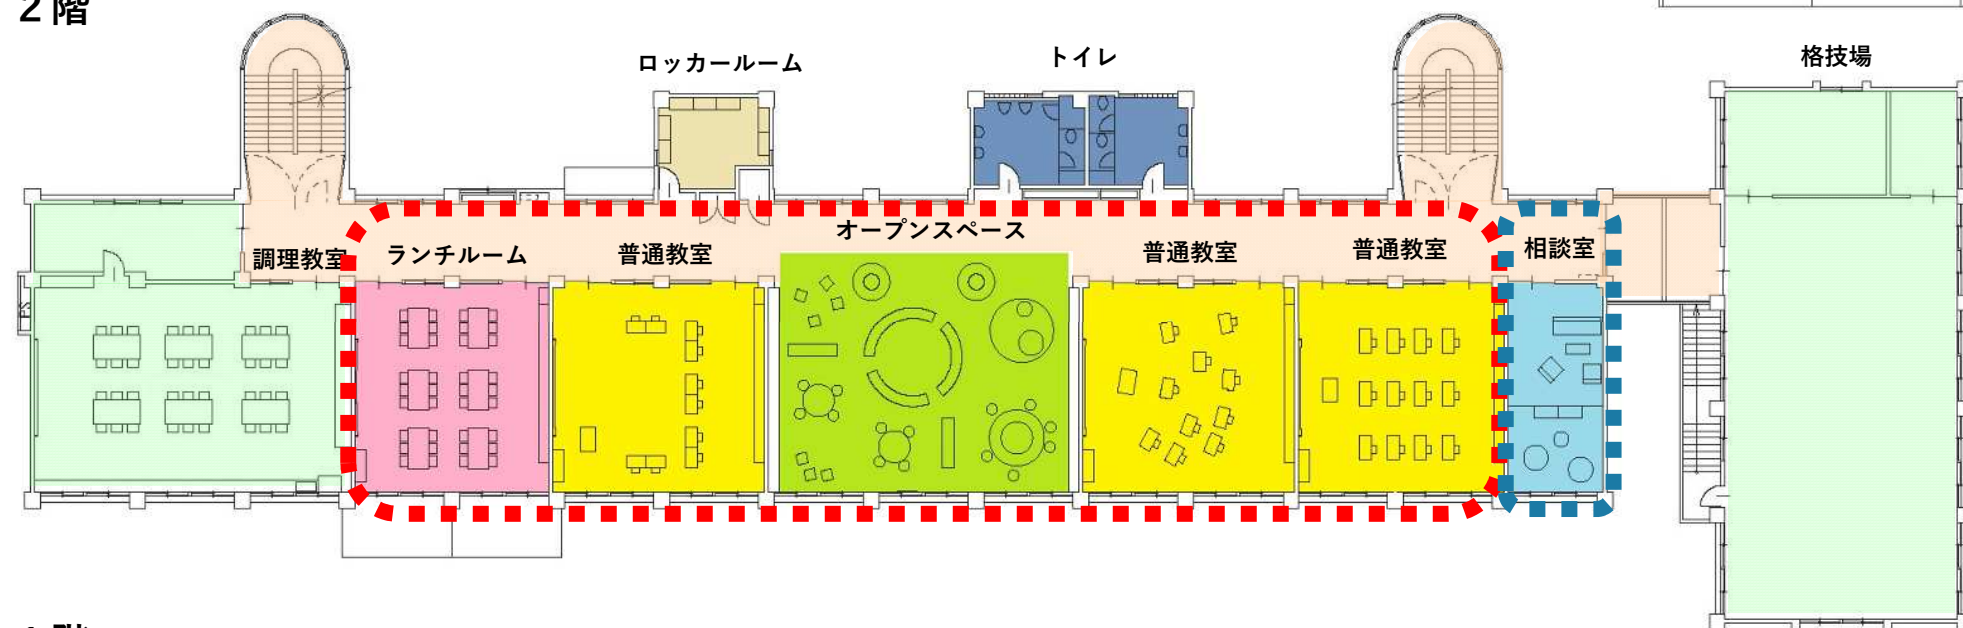 2階
ロッカールーム
トイレ
格技場
調理教室
ランチルーム
普通教室
オープンスペース
普通教室
普通教室
相談室
PS